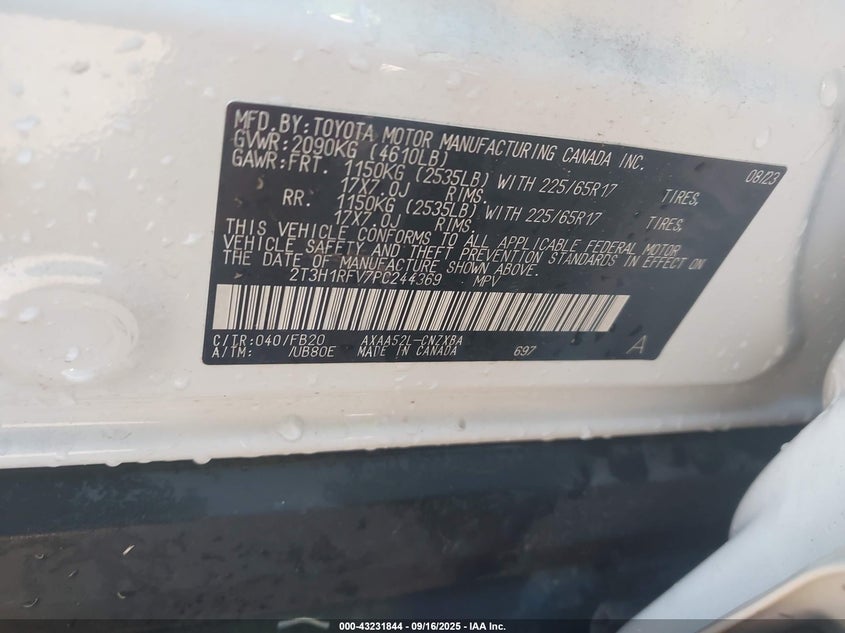 MFD.BY:TOYOTA MOTOR MANUFACTURING CANADA INC.
GVWR:2090KG (4610LB) 08/23
GAWR:FRT. 1150KG (2535LB) WITH 225/65R17 TIRES,
17X7.0J RIMS.
RR. 1150KG (2535LB) WITH 225/65R17 TIRES,
17X7.0J RIMS.
THIS VEHICLE CONFORMS TO ALL APPLICABLE FEDERAL MOTOR
VEHICLE SAFETY AND THEFT PREVENTION STANDARDS IN EFFECT ON
THE DATE OF MANUFACTURE SHOWN ABOVE.
2T3H1RFV7PC244369 MPV
C/TR:040/FB20 AXAA52L-CNZXBA
A/TM: /UB80E MADE IN CANADA 697 A
000-43231844 - 09/16/2025 - IAA Inc.